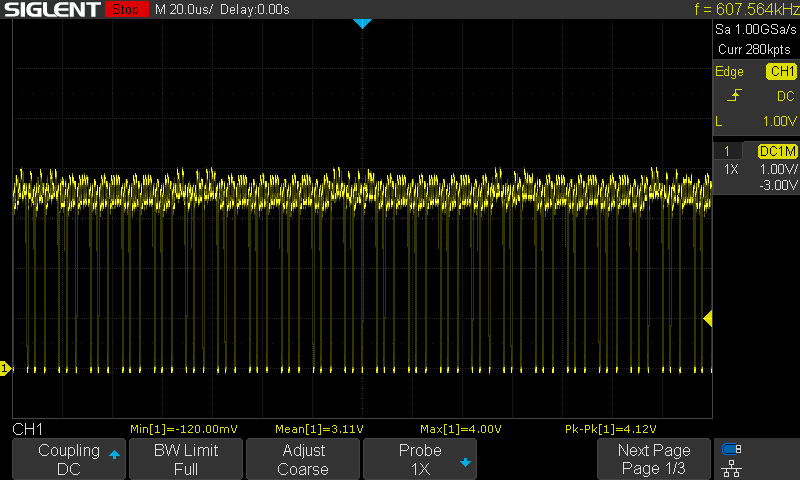 SIGLENT Stop M 20.0us/ Delay:0.00s f = 607.564kHz
Sa 1.00GSa/s
Curr 280kpts
Edge CH1
DC
L 1.00V
1 DC1M
1X 1.00V/
-3.00V
1
CH1 Min[1]=-120.00mV Mean[1]=3.11V Max[1]=4.00V Pk-Pk[1]=4.12V
Coupling BW Limit Adjust Probe Next Page
DC Full Coarse 1X Page 1/3